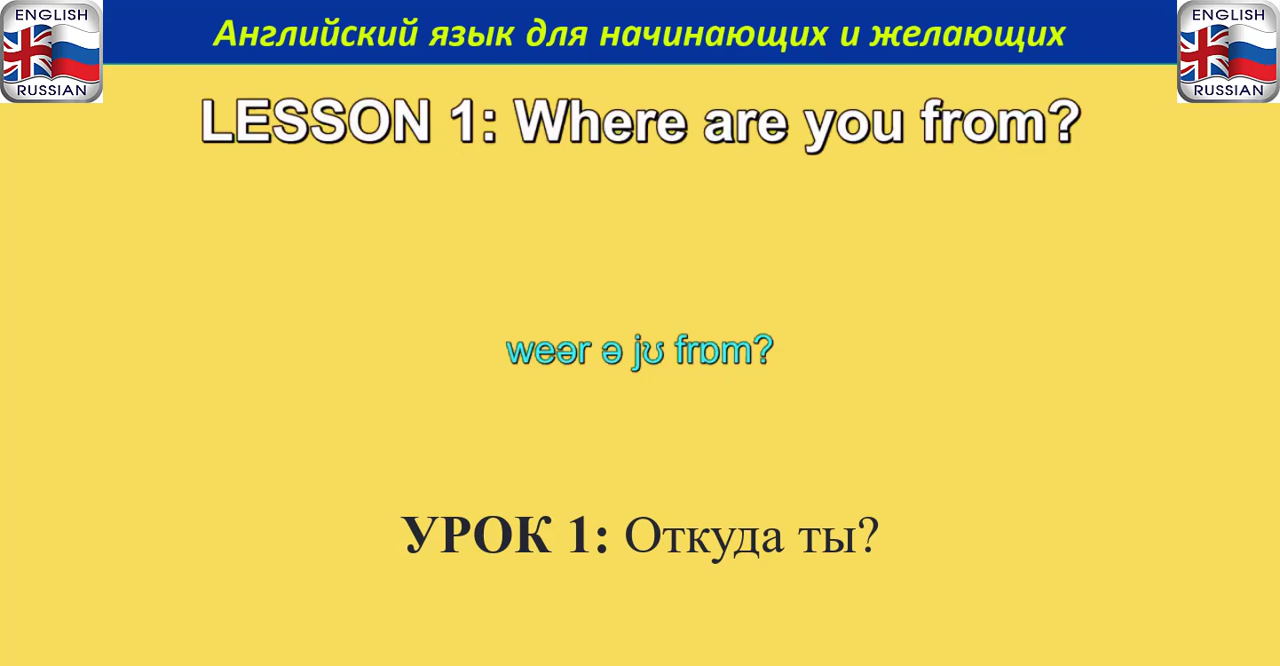 ENGLISH
RUSSIAN
Английский язык для начинающих и желающих
ENGLISH
RUSSIAN
LESSON 1: Where are you from?
weər ə jʊ frɒm?
УРОК 1: Откуда ты?